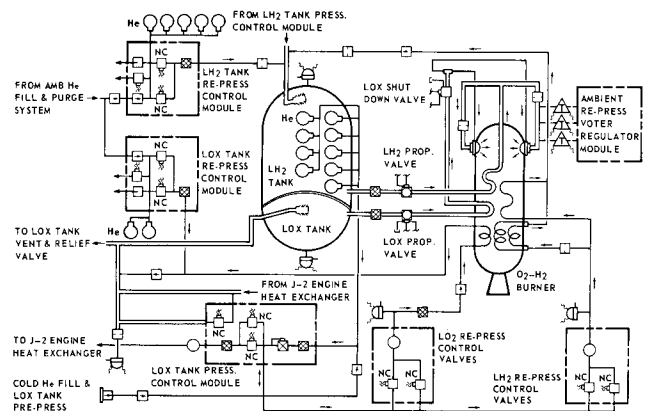 FROM LH2 TANK PRESS.
CONTROL MODULE
He
NC
NC
LH2 TANK
RE-PRESS
CONTROL
MODULE
FROM AMB He
FILL & PURGE
SYSTEM
NC
NC
LOX TANK
RE-PRESS
CONTROL
MODULE
He
He
LH2
TANK
LOX TANK
LOX SHUT
DOWN VALVE
LH2 PROP.
VALVE
LOX PROP.
VALVE
AMBIENT
RE-PRESS
VOTER
REGULATOR
MODULE
O2-H2
BURNER
TO LOX TANK
VENT & RELIEF
VALVE
FROM J-2 ENGINE
HEAT EXCHANGER
NC
NC
NC
TO J-2 ENGINE
HEAT EXCHANGER
LOX TANK PRESS.
CONTROL MODULE
COLD He FILL &
LOX TANK
PRE-PRESS
LO2 RE-PRESS
CONTROL
VALVES
NC
NC
LH2 RE-PRESS
CONTROL
VALVES
NC
NC